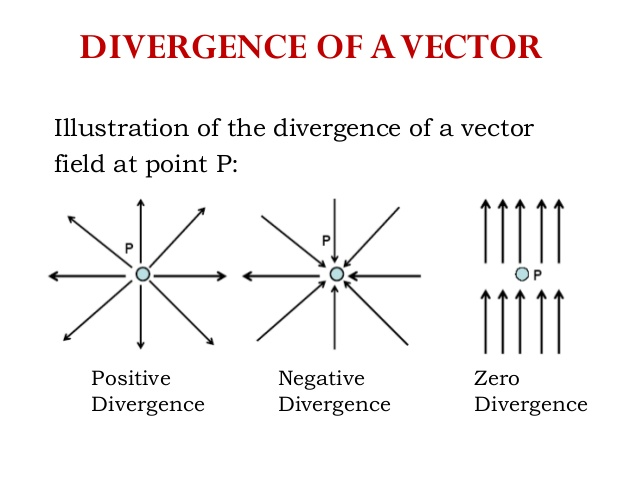 DIVERGENCE OF A VECTOR
Illustration of the divergence of a vector
field at point P:
P
P
P
Positive
Divergence
Negative
Divergence
Zero
Divergence